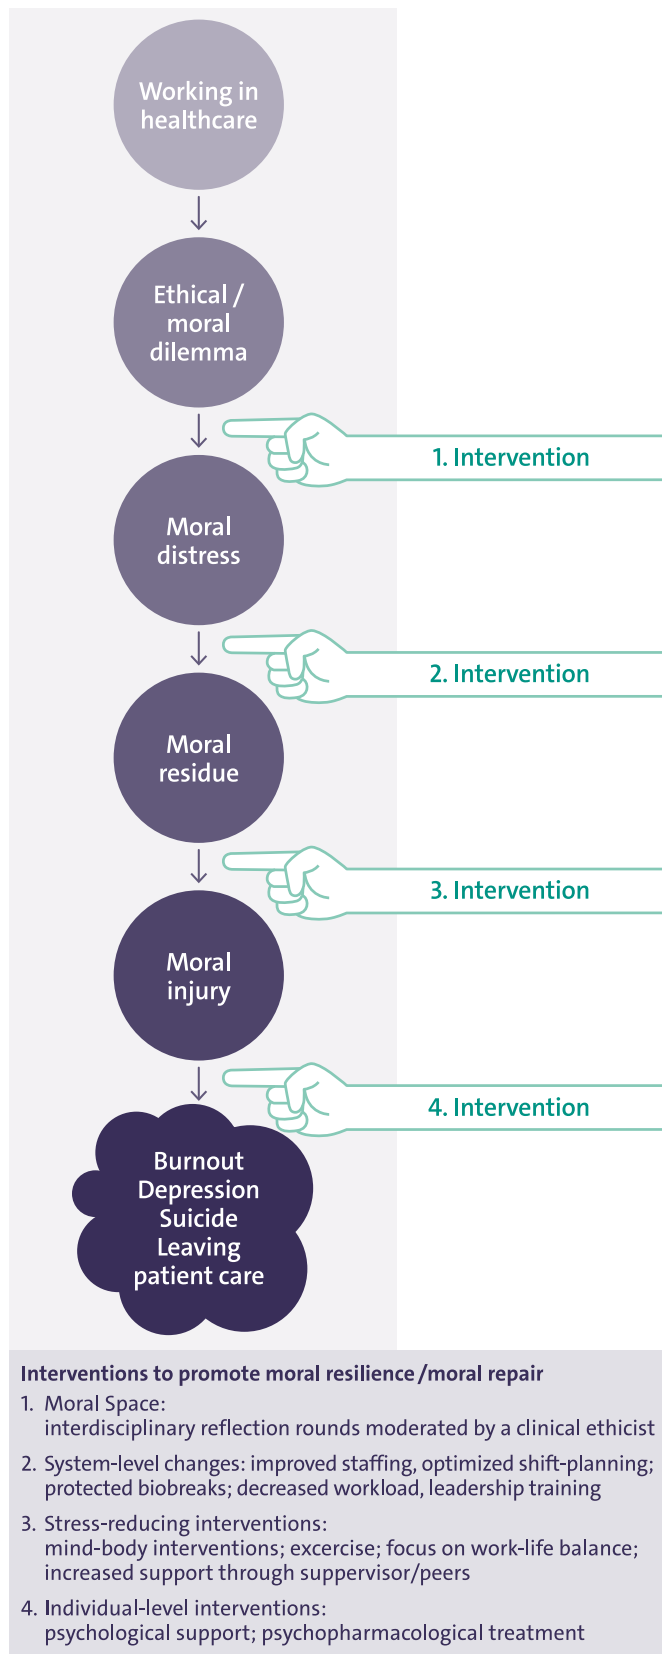 Working in
healthcare
Ethical /
moral
dilemma
1. Intervention
Moral
distress
2. Intervention
Moral
residue
3. Intervention
Moral
injury
4. Intervention
Burnout
Depression
Suicide
Leaving
patient care
Interventions to promote moral resilience/moral repair
1. Moral Space:
interdisciplinary reflection rounds moderated by a clinical ethicist
2. System-level changes: improved staffing, optimized shift-planning;
protected biobreaks; decreased workload, leadership training
3. Stress-reducing interventions:
mind-body interventions; excercise; focus on work-life balance;
increased support through suppervisor/peers
4. Individual-level interventions:
psychological support; psychopharmacological treatment